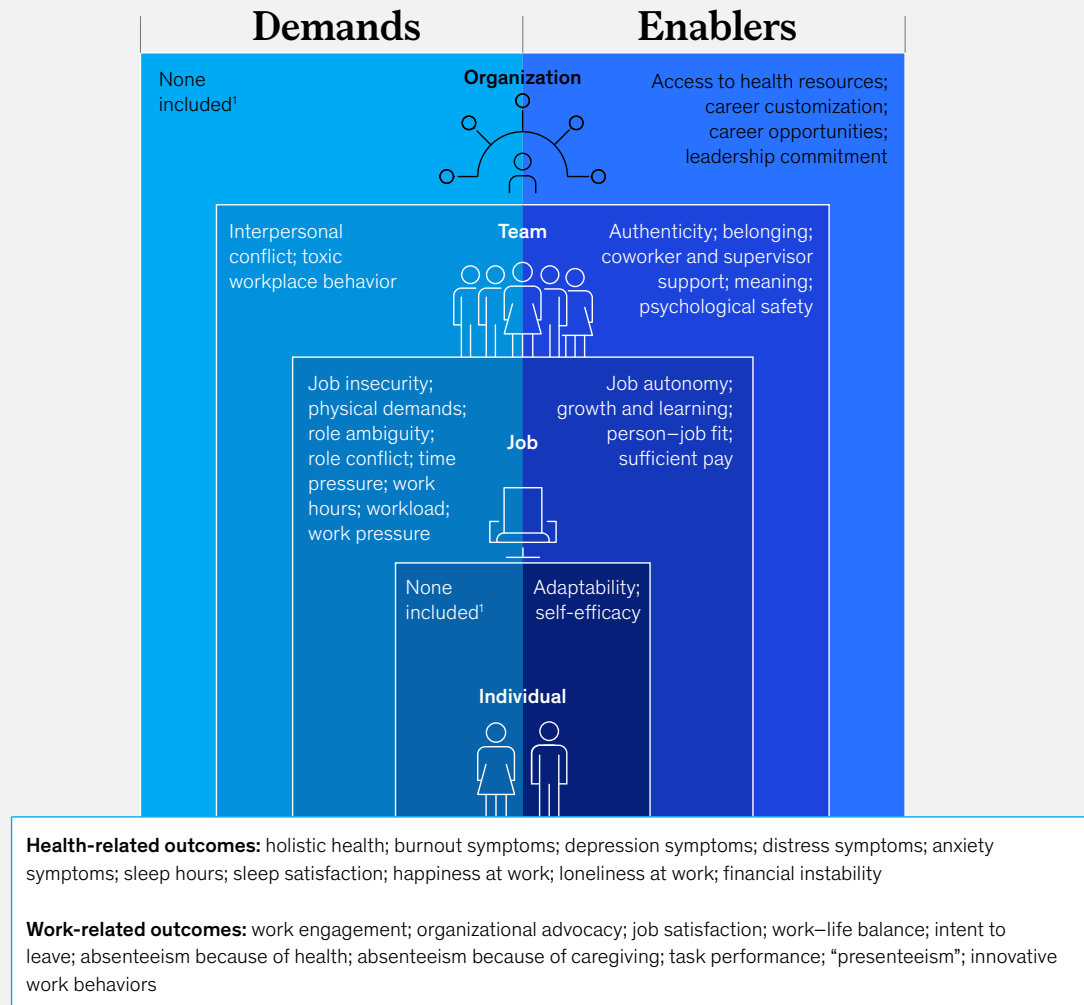 Demands
Enablers
None
included¹
Organization
Access to health resources;
career customization;
career opportunities;
leadership commitment
Interpersonal
conflict; toxic
workplace behavior
Team
Authenticity; belonging;
coworker and supervisor
support; meaning;
psychological safety
Job insecurity;
physical demands;
role ambiguity;
role conflict; time
pressure; work
hours; workload;
work pressure
Job
Job autonomy;
growth and learning;
person–job fit;
sufficient pay
None
included¹
Adaptability;
self-efficacy
Individual
Health-related outcomes: holistic health; burnout symptoms; depression symptoms; distress symptoms; anxiety
symptoms; sleep hours; sleep satisfaction; happiness at work; loneliness at work; financial instability
Work-related outcomes: work engagement; organizational advocacy; job satisfaction; work–life balance; intent to
leave; absenteeism because of health; absenteeism because of caregiving; task performance; “presenteeism”; innovative
work behaviors